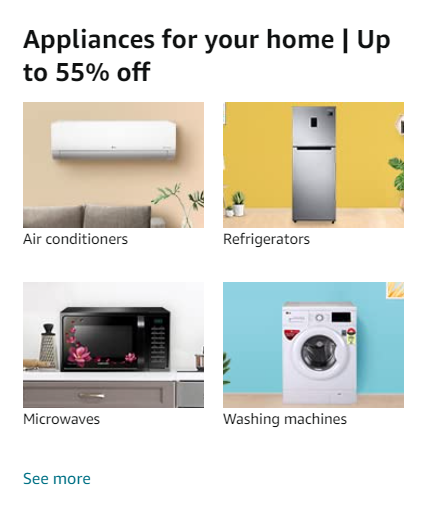 Appliances for your home | Up
to 55% off
Air conditioners
Refrigerators
Microwaves
Washing machines
See more